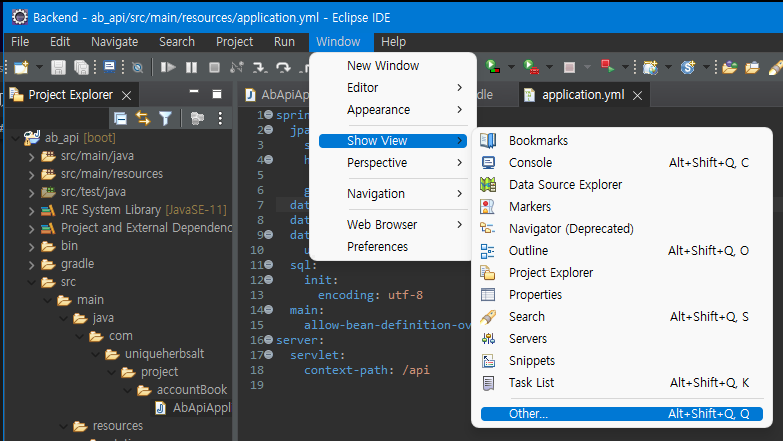 Backend - ab_api/src/main/resources/application.yml - Eclipse IDE
File Edit Navigate Search Project Run Window Help
Project Explorer
AbApiAp
dle
application.yml
ab_api [boot]
src/main/java
src/main/resources
src/test/java
JRE System Library [JavaSE-11]
Project and External Dependenc
bin
gradle
src
main
java
com
uniqueherbsalt
project
accountBook
AbApiAppl
resources
New Window
Editor
Appearance
Show View
Perspective
Navigation
Web Browser
Preferences
1 sprin
2 jpa
3 s
4 h
5
6 g
7 dat
8 dat
9 dat
10 u
11 sql:
12 init:
13 encoding: utf-8
14 main:
15 allow-bean-definition-ov
16 server:
17 servlet:
18 context-path: /api
19
Bookmarks
Console Alt+Shift+Q, C
Data Source Explorer
Markers
Navigator (Deprecated)
Outline Alt+Shift+Q, O
Project Explorer
Properties
Search Alt+Shift+Q, S
Servers
Snippets
Task List Alt+Shift+Q, K
Other... Alt+Shift+Q, Q